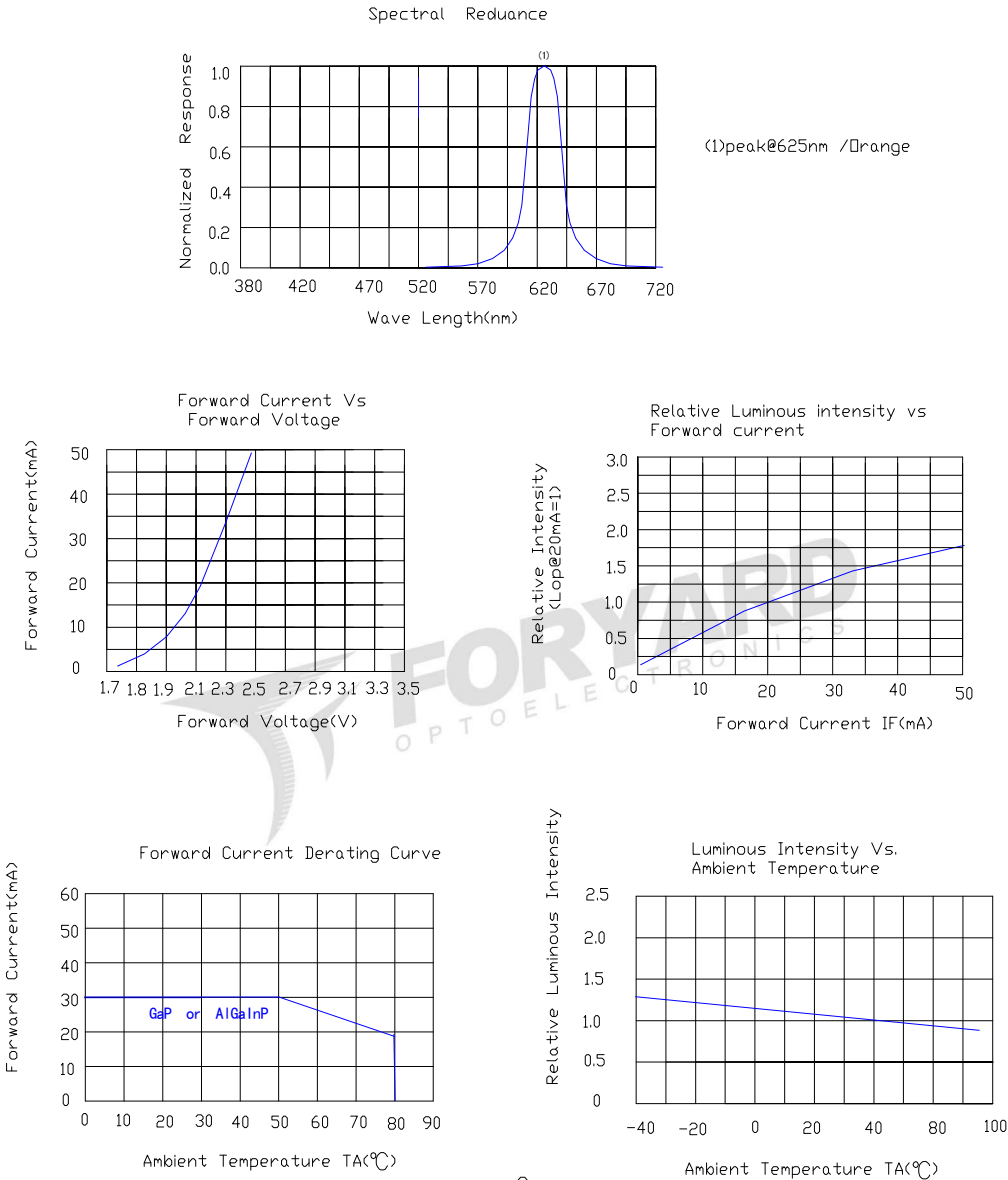 Spectral Reduance
(1)
Normalized Response
1.0
0.8
0.6
0.4
0.2
0.0
380 420 470 520 570 620 670 720
Wave Length(nm)
(1)peak@625nm /Orange
Forward Current Vs
Forward Voltage
Forward Current(mA)
50
40
30
20
10
0
1.7 1.8 1.9 2.1 2.3 2.5 2.7 2.9 3.1 3.3 3.5
Forward Voltage(V)
Relative Luminous intensity vs
Forward current
Relative Intensity
(Lop@20mA=1)
3.0
2.5
2.0
1.5
1.0
0.5
0
0 10 20 30 40 50
Forward Current IF(mA)
FORYARD
OPTOELECTRONICS
Forward Current Derating Curve
Forward Current(mA)
60
50
40
30
20
10
0
GaP or AlGaInP
0 10 20 30 40 50 60 70 80 90
Ambient Temperature TA(℃)
Luminous Intensity Vs.
Ambient Temperature
Relative Luminous Intensity
2.5
2.0
1.5
1.0
0.5
0
-40 -20 0 20 40 80 100
Ambient Temperature TA(℃)